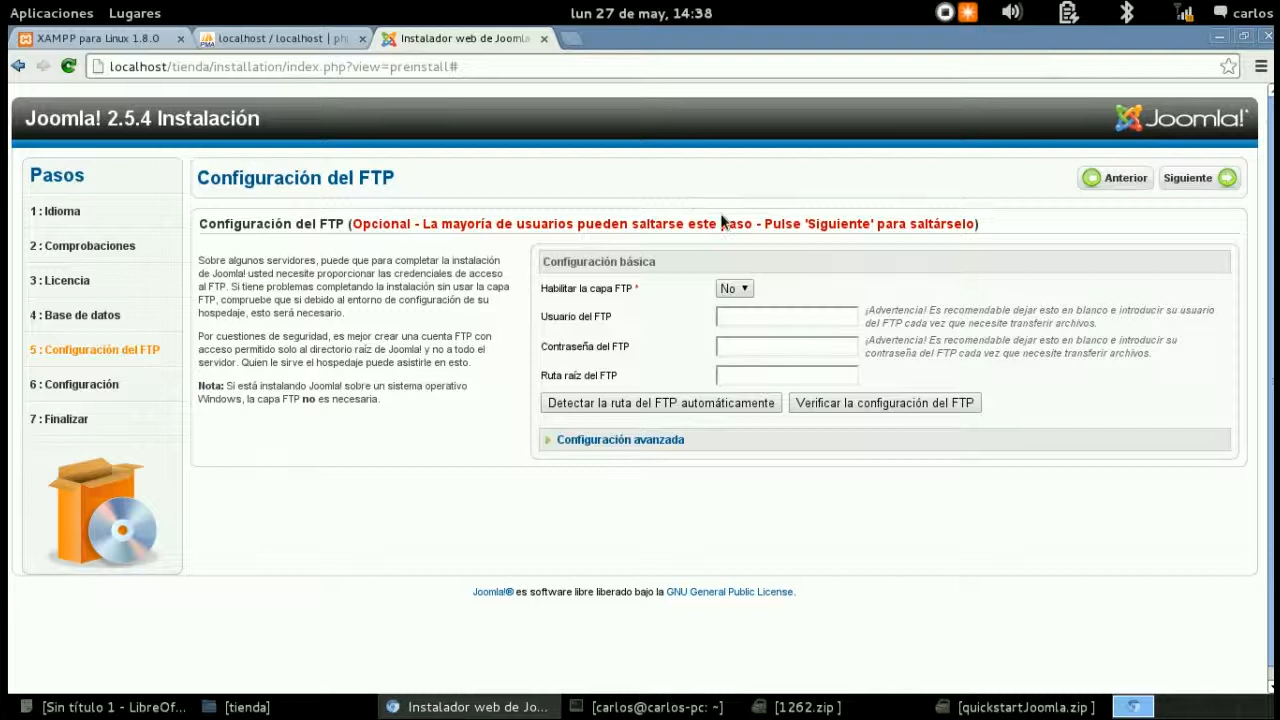 Aplicaciones Lugares lun 27 de may, 14:38 carlos
XAMPP para Linux 1.8.0 × localhost / localhost | ph × Instalador web de Joomla ×
localhost/tienda/installation/index.php?view=preinstall#
Joomla! 2.5.4 Instalación
Joomla!
Pasos
1 : Idioma
2 : Comprobaciones
3 : Licencia
4 : Base de datos
5 : Configuración del FTP
6 : Configuración
7 : Finalizar
Configuración del FTP
Anterior
Siguiente
Configuración del FTP (Opcional - La mayoría de usuarios pueden saltarse este paso - Pulse 'Siguiente' para saltárselo)
Sobre algunos servidores, puede que para completar la instalación
de Joomla! usted necesite proporcionar las credenciales de acceso
al FTP. Si tiene problemas completando la instalación sin usar la capa
FTP, compruebe que si debido al entorno de configuración de su
hospedaje, esto será necesario.
Por cuestiones de seguridad, es mejor crear una cuenta FTP con
acceso permitido solo al directorio raíz de Joomla! y no a todo el
servidor. Quien le sirve el hospedaje puede asistirle en esto.
Nota: Si está instalando Joomla! sobre un sistema operativo
Windows, la capa FTP no es necesaria.
Configuración básica
Habilitar la capa FTP * No
Usuario del FTP
¡Advertencia! Es recomendable dejar esto en blanco e introducir su usuario
del FTP cada vez que necesite transferir archivos.
Contraseña del FTP
¡Advertencia! Es recomendable dejar esto en blanco e introducir su
contraseña del FTP cada vez que necesite transferir archivos.
Ruta raíz del FTP
Detectar la ruta del FTP automáticamente
Verificar la configuración del FTP
Configuración avanzada
Joomla!® es software libre liberado bajo la GNU General Public License.
[Sin título 1 - LibreOf... [tienda] Instalador web de Jo... [carlos@carlos-pc: ~] [1262.zip ] [quickstartJoomla.zip ]